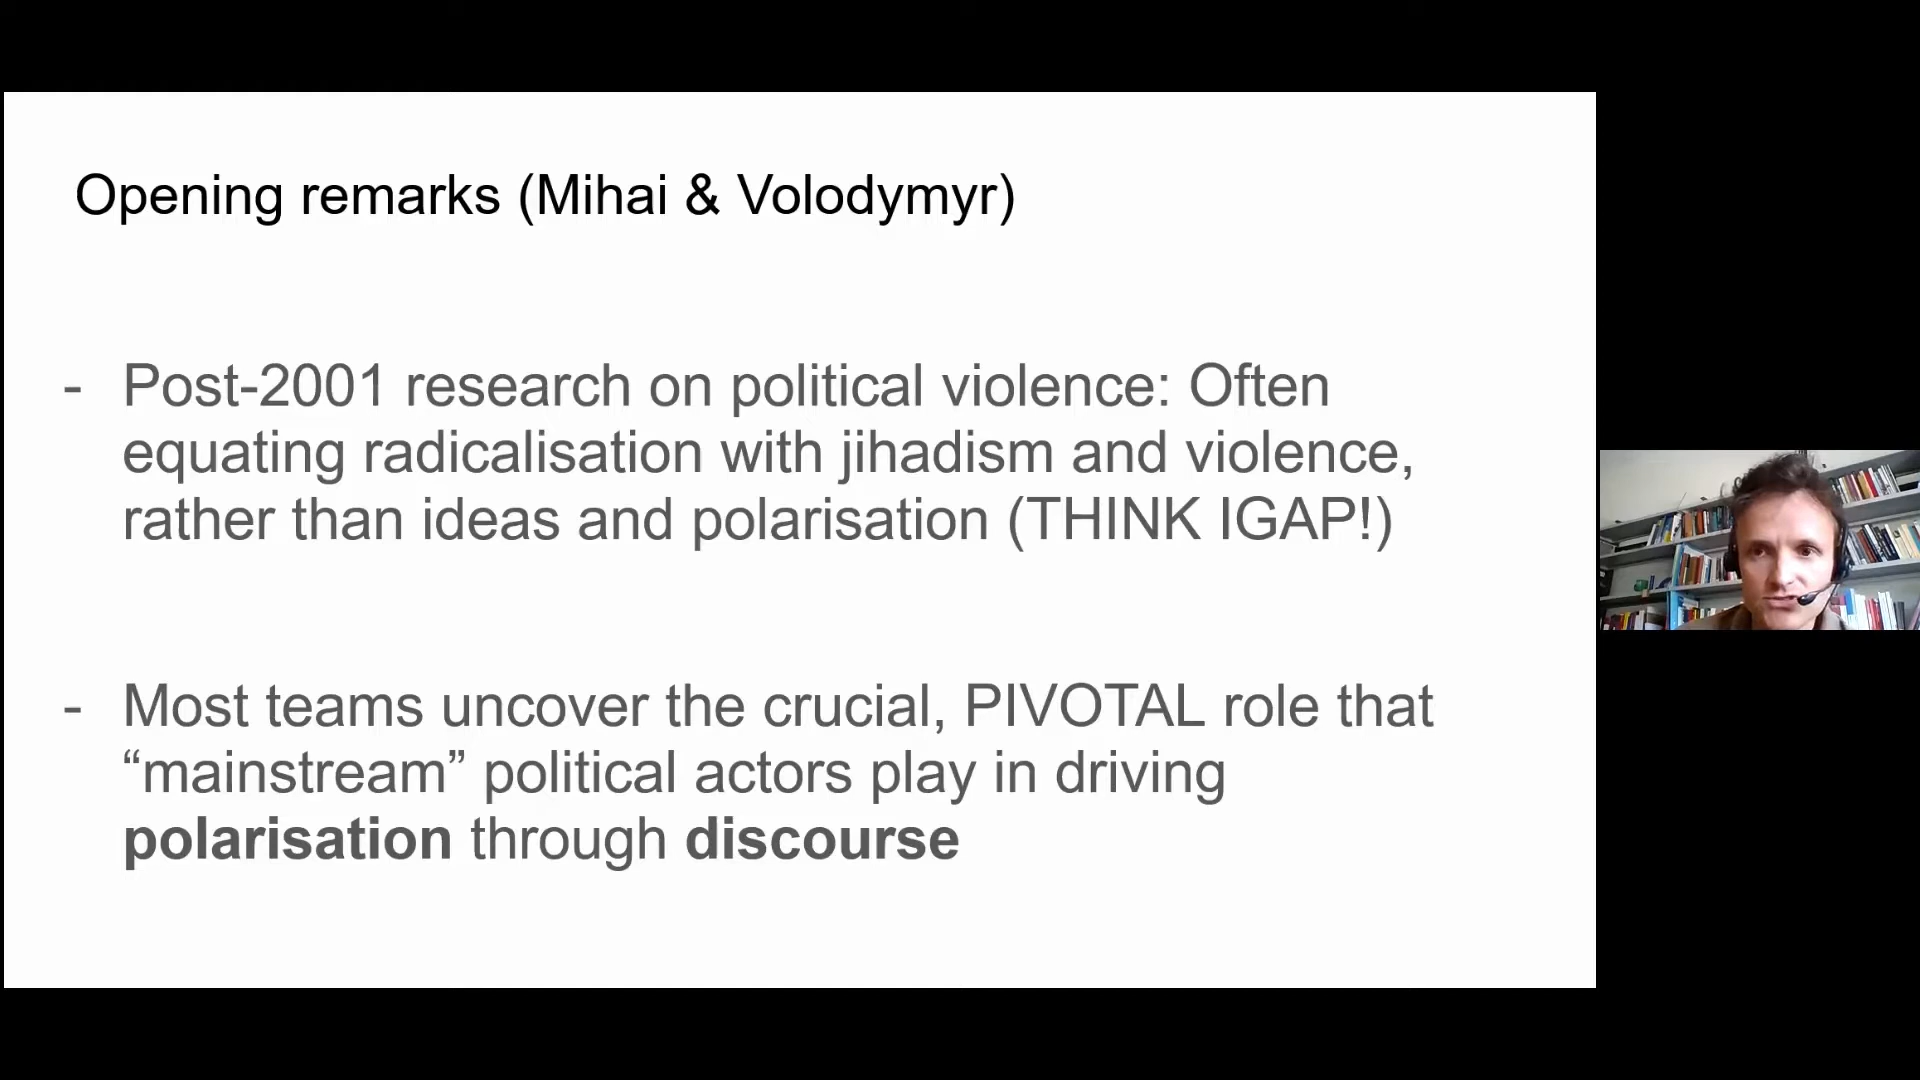 Opening remarks (Mihai & Volodymyr)
- Post-2001 research on political violence: Often
equating radicalisation with jihadism and violence,
rather than ideas and polarisation (THINK IGAP!)
- Most teams uncover the crucial, PIVOTAL role that
“mainstream” political actors play in driving
polarisation through discourse